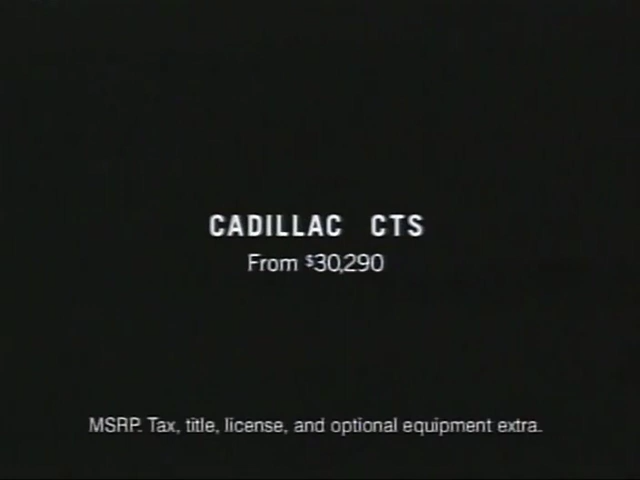 CADILLAC CTS
From $30,290
MSRP. Tax, title, license, and optional equipment extra.